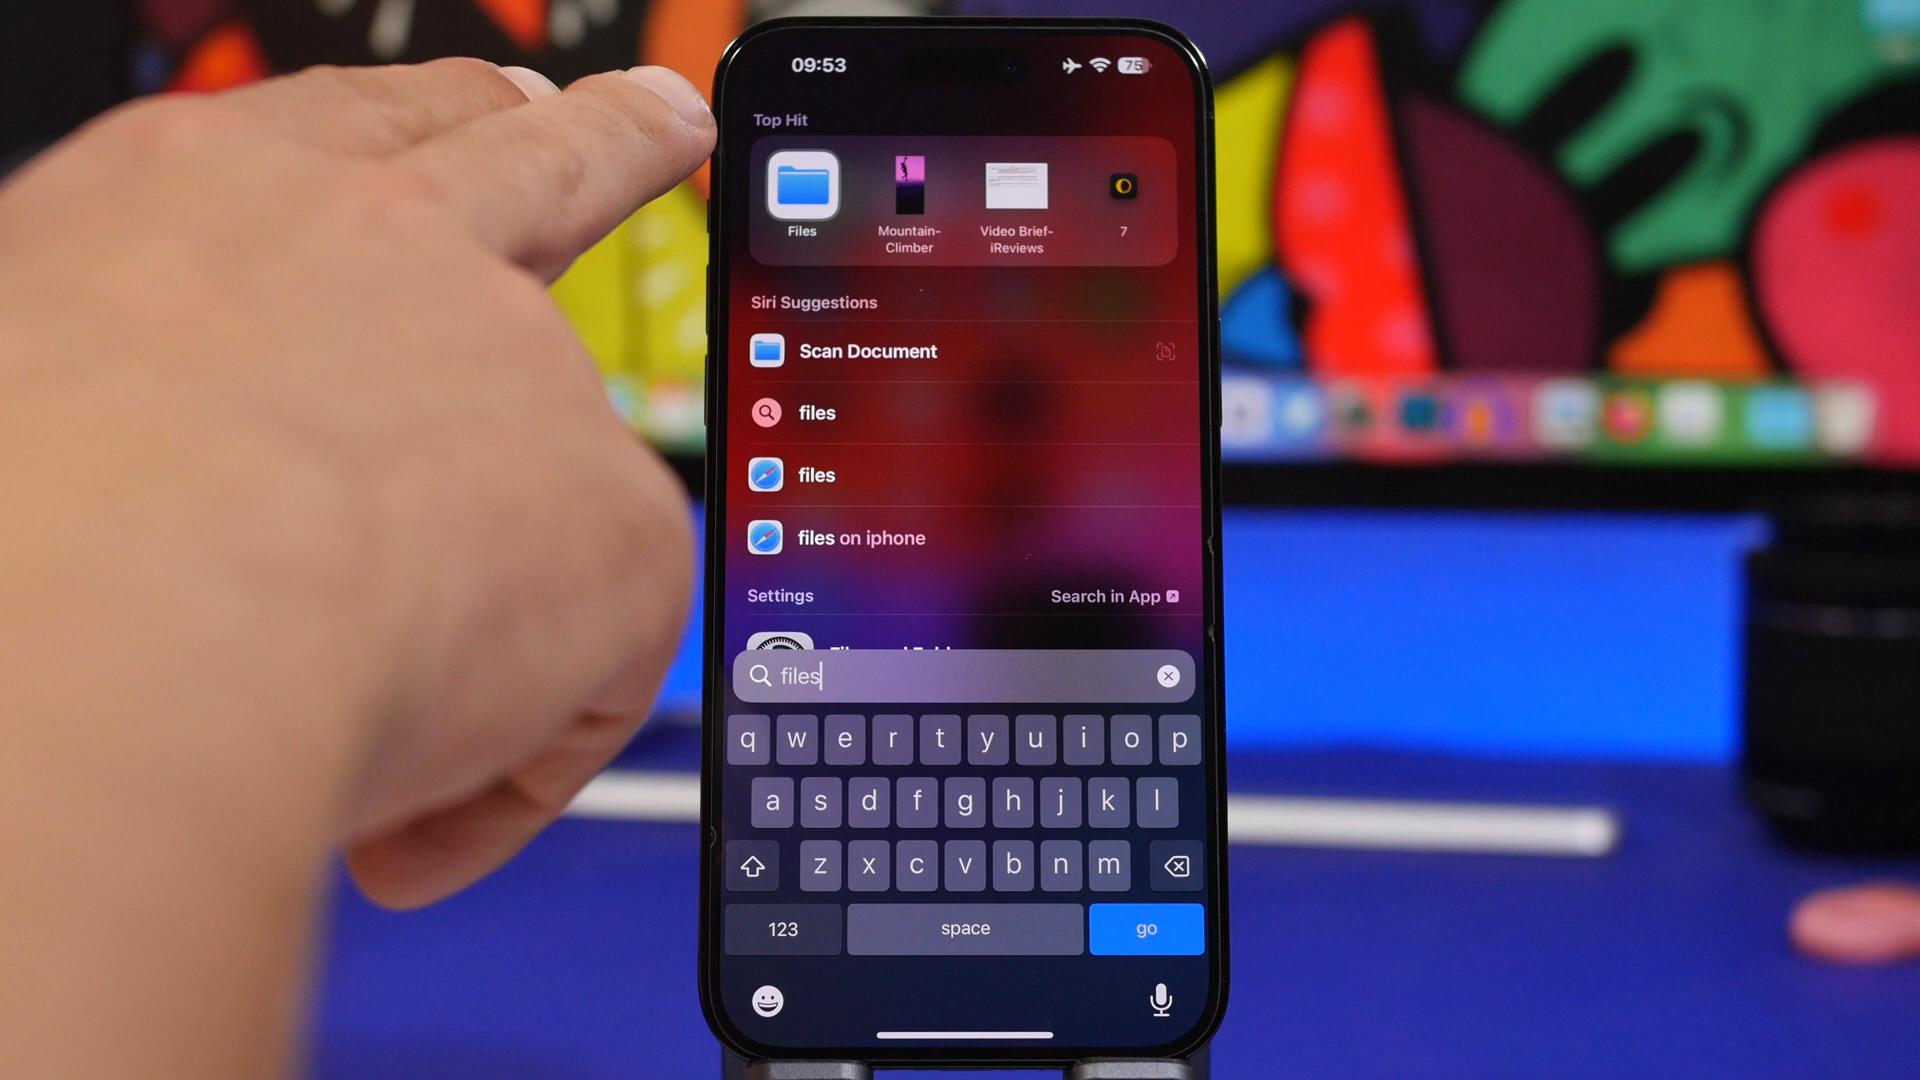 09:53
75
Top Hit
Files
Mountain-
Climber
Video Brief-
iReviews
7
Siri Suggestions
Scan Document
files
files
files on iphone
Settings
Search in App
files
q w e r t y u i o p
a s d f g h j k l
z x c v b n m
123
space
go